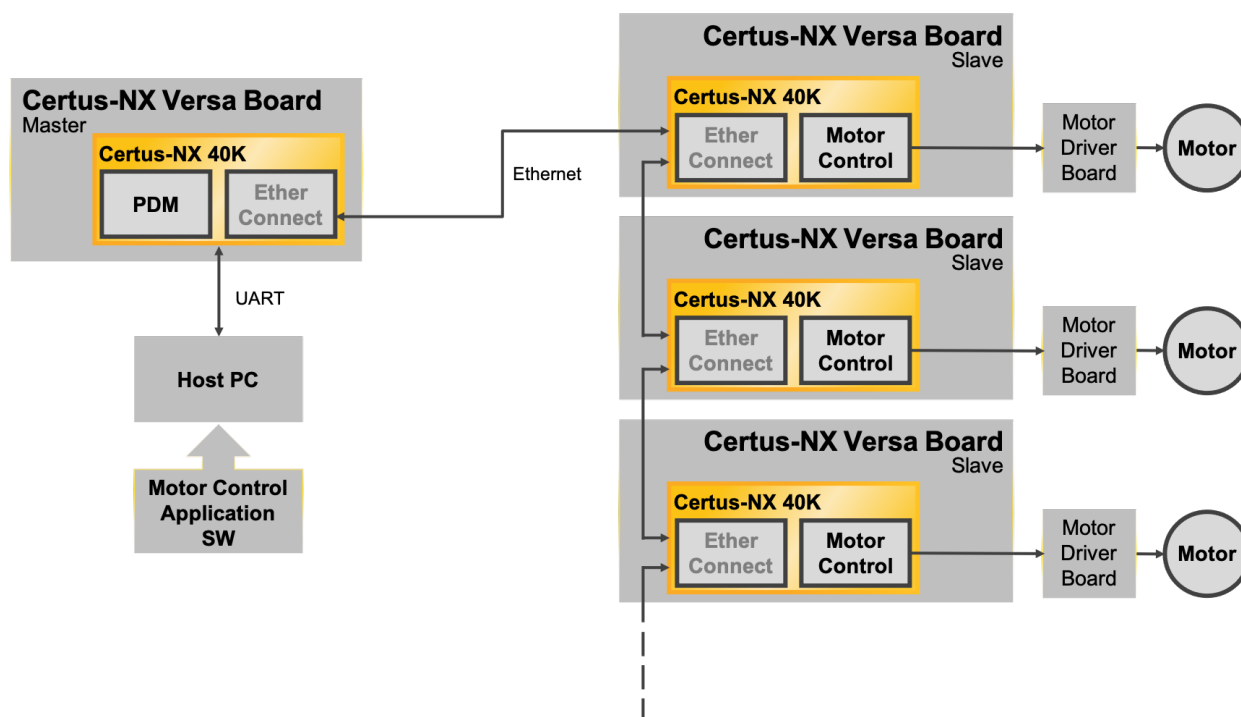 Certus-NX Versa Board
Master
Certus-NX 40K
PDM
Ether
Connect
UART
Host PC
Motor Control
Application
SW
Ethernet
Certus-NX Versa Board
Slave
Certus-NX 40K
Ether
Connect
Motor
Control
Motor
Driver
Board
Motor
Certus-NX Versa Board
Slave
Certus-NX 40K
Ether
Connect
Motor
Control
Motor
Driver
Board
Motor
Certus-NX Versa Board
Slave
Certus-NX 40K
Ether
Connect
Motor
Control
Motor
Driver
Board
Motor